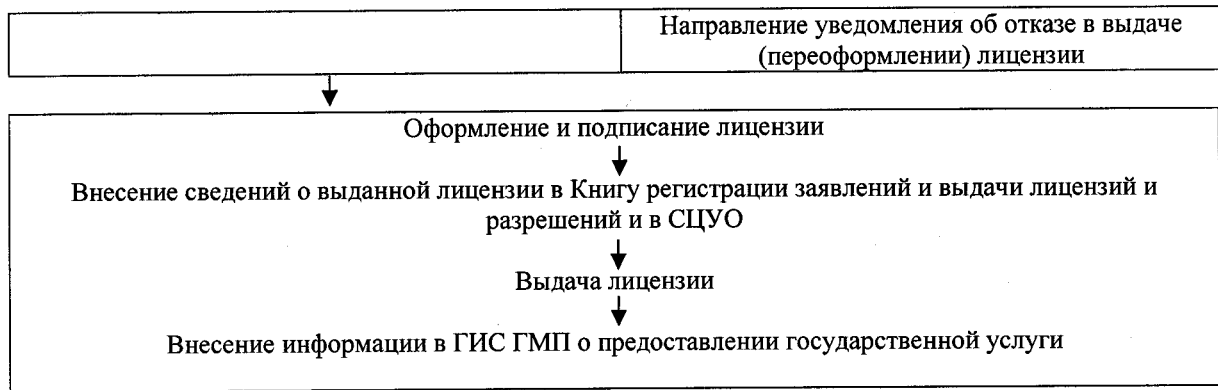 Направление уведомления об отказе в выдаче
(переоформлении) лицензии
Оформление и подписание лицензии
Внесение сведений о выданной лицензии в Книгу регистрации заявлений и выдачи лицензий и
разрешений и в СЦУО
Выдача лицензии
Внесение информации в ГИС ГМП о предоставлении государственной услуги